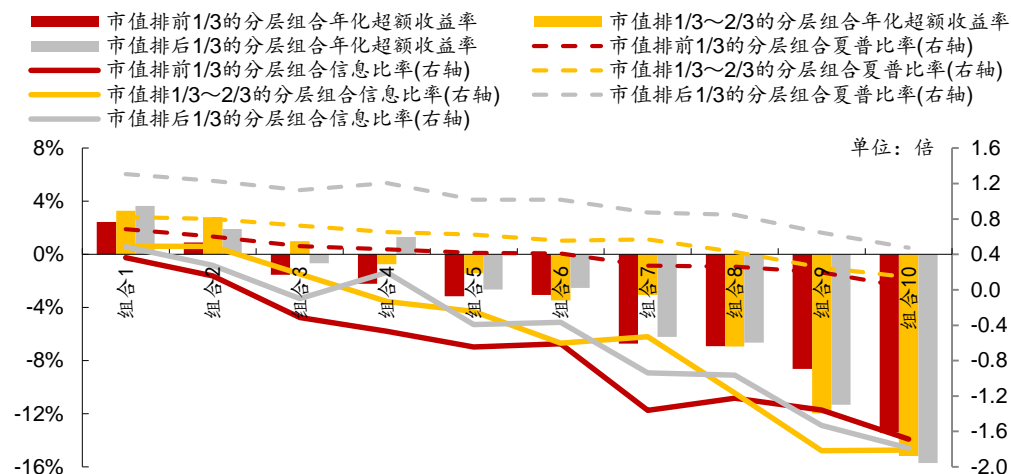 市值排前1/3的分层组合年化超额收益率
市值排1/3～2/3的分层组合年化超额收益率
市值排后1/3的分层组合年化超额收益率
市值排前1/3的分层组合夏普比率(右轴)
市值排前1/3的分层组合信息比率(右轴)
市值排1/3～2/3的分层组合夏普比率(右轴)
市值排1/3～2/3的分层组合信息比率(右轴)
市值排后1/3的分层组合夏普比率(右轴)
市值排后1/3的分层组合信息比率(右轴)
单位：倍
8%
4%
0%
-4%
-8%
-12%
-16%
1.6
1.2
0.8
0.4
0.0
-0.4
-0.8
-1.2
-1.6
-2.0
组合1
组合2
组合3
组合4
组合5
组合6
组合7
组合8
组合9
组合10